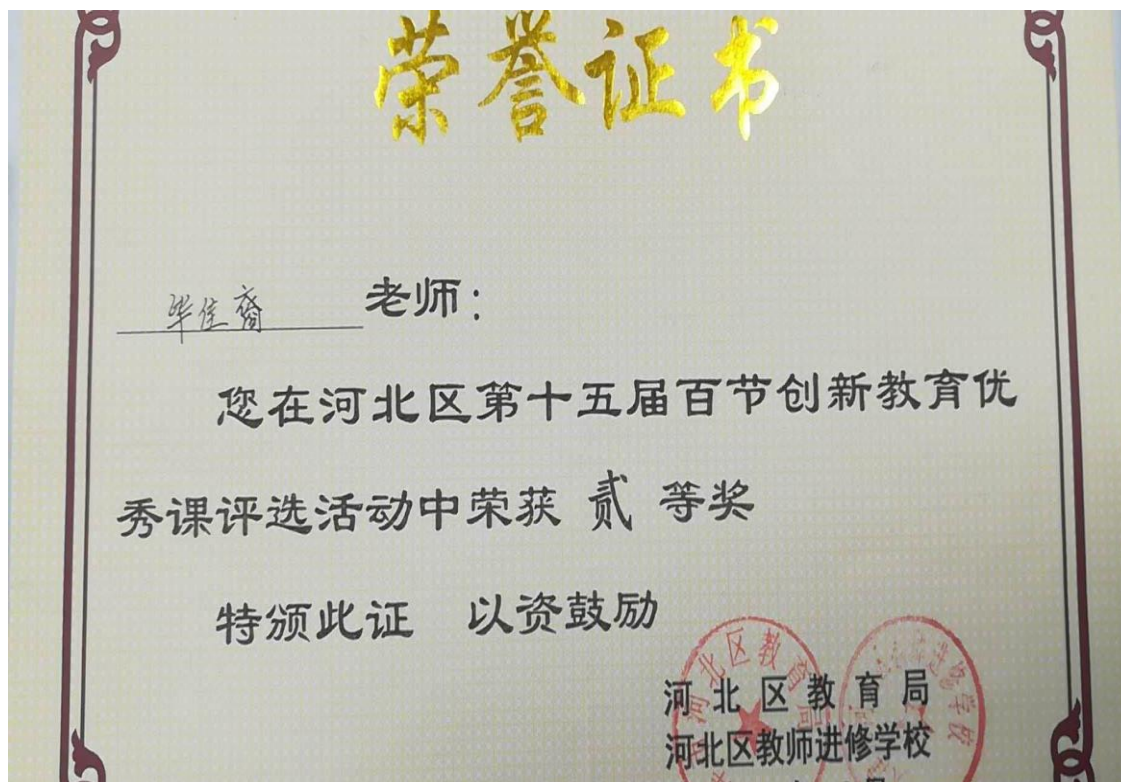 荣誉证书
毕佳裔 老师：
您在河北区第十五届百节创新教育优
秀课评选活动中荣获 贰 等奖
特颁此证 以资鼓励
河北区教育局
河北区教师进修学校